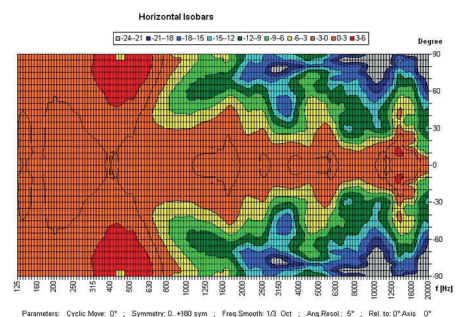 Horizontal Isobars
-24--21 -21--18 -18--15 -15--12 -12--9 -9--6 -6--3 -3-0 0-3 3-6
Degree
90
60
30
0
-30
-60
-90
125 160 200 250 315 400 500 630 800 1000 1250 1600 2000 2500 3150 4000 5000 6300 8000 10000 12500 16000 20000
f [Hz]
Parameters: Cyclic Move: 0° ; Symmetry: 0..+180 sym ; Freq.Smooth: 1/3 Oct ; Ang.Resol.: 5° ; Rel. to: 0° Axis 0°